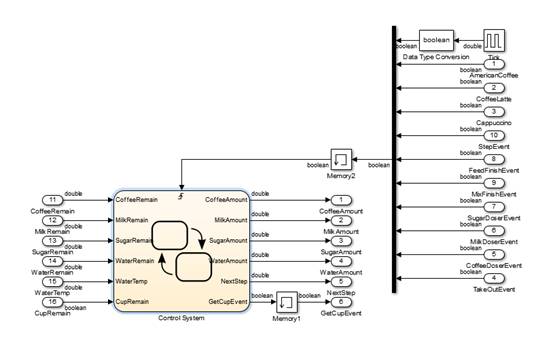 boolean
boolean
double
Data Type Conversion
Tick
boolean
1
AmericanCoffee
boolean
2
CoffeeLatte
boolean
3
Cappuccino
boolean
10
StepEvent
boolean
8
FeedFinishEvent
boolean
9
MixFinishEvent
boolean
7
SugarDoserEvent
boolean
6
MilkDoserEvent
boolean
5
CoffeeDoserEvent
boolean
4
TakeOutEvent
boolean
boolean
Memory2
11
double
CoffeeRemain
12
double
MilkRemain
13
double
SugarRemain
14
double
WaterRemain
15
double
WaterTemp
16
boolean
CupRemain
CoffeeRemain
MilkRemain
SugarRemain
WaterRemain
WaterTemp
CupRemain
CoffeeAmount
MilkAmount
SugarAmount
WaterAmount
NextStep
GetCupEvent
Control System
double
1
CoffeeAmount
double
2
MilkAmount
double
3
SugarAmount
double
4
WaterAmount
double
5
NextStep
boolean
boolean
6
Memory1
GetCupEvent